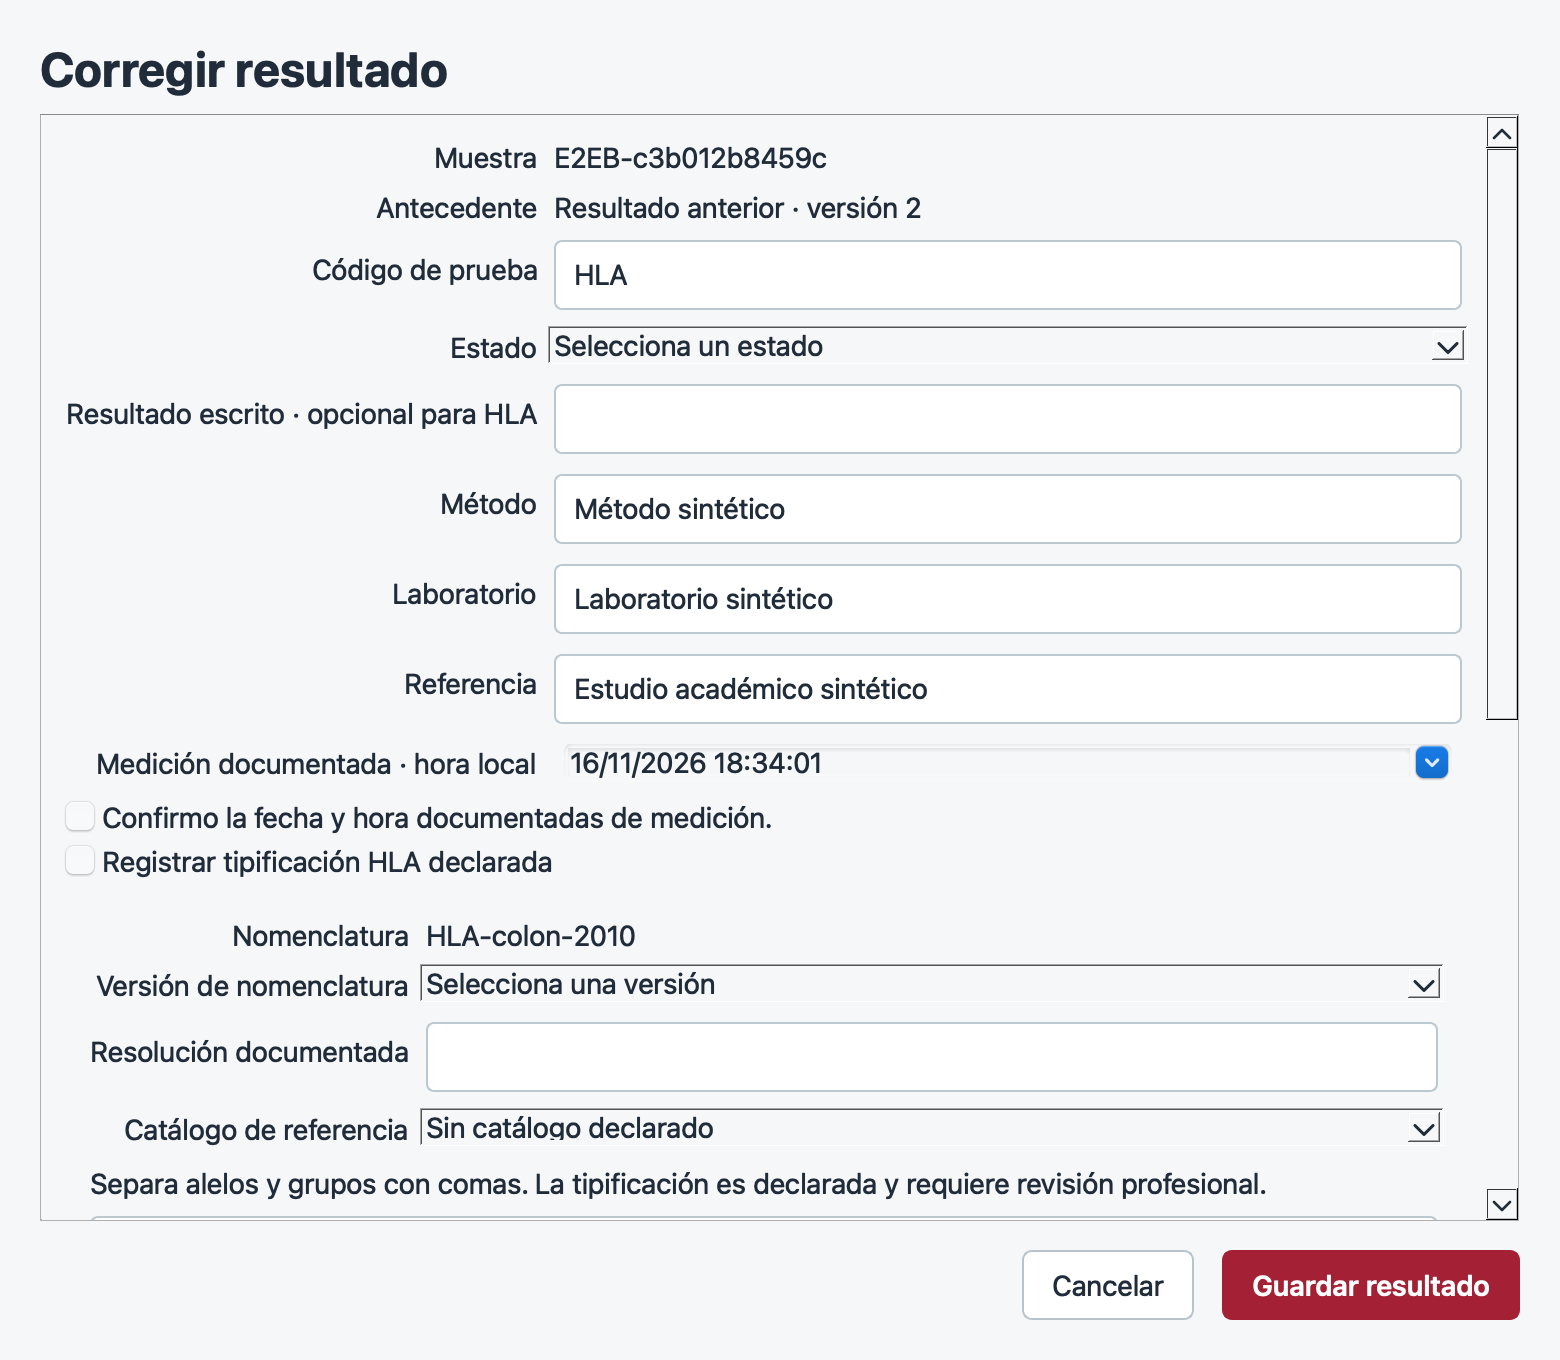 Corregir resultado
Muestra E2EB-c3b012b8459c
Antecedente Resultado anterior · versión 2
Código de prueba HLA
Estado Selecciona un estado
Resultado escrito · opcional para HLA
Método Método sintético
Laboratorio Laboratorio sintético
Referencia Estudio académico sintético
Medición documentada · hora local 16/11/2026 18:34:01
Confirmo la fecha y hora documentadas de medición.
Registrar tipificación HLA declarada
Nomenclatura HLA-colon-2010
Versión de nomenclatura Selecciona una versión
Resolución documentada
Catálogo de referencia Sin catálogo declarado
Separa alelos y grupos con comas. La tipificación es declarada y requiere revisión profesional.
Cancelar Guardar resultado